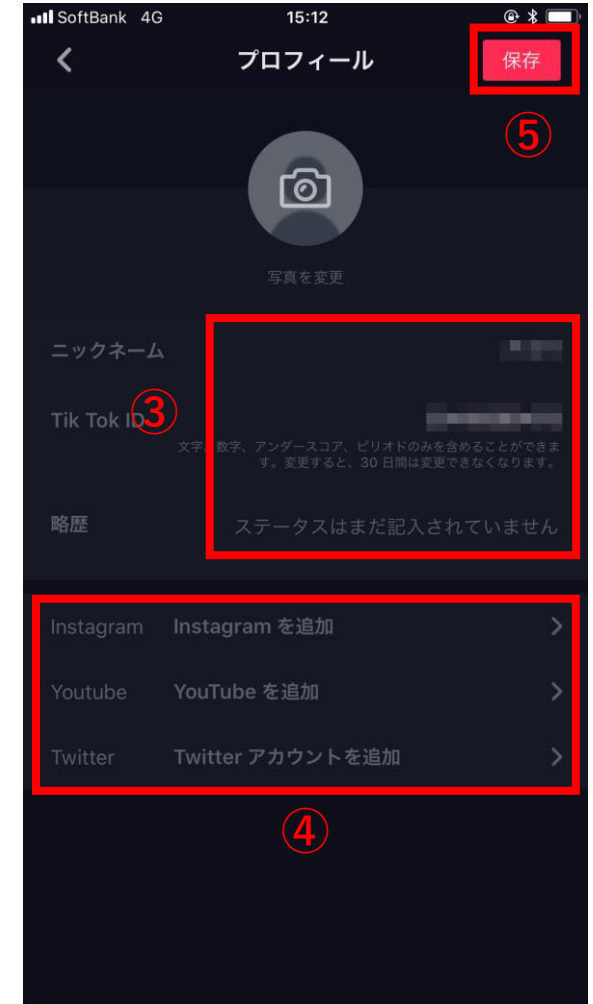 SoftBank 4G 15:12
プロフィール
保存
⑤
写真を変更
ニックネーム
Tik Tok ID
③
文字、数字、アンダースコア、ピリオドのみを含めることができま
す。変更すると、30 日間は変更できなくなります。
略歴 ステータスはまだ記入されていません
Instagram Instagram を追加
Youtube YouTube を追加
Twitter Twitter アカウントを追加
④